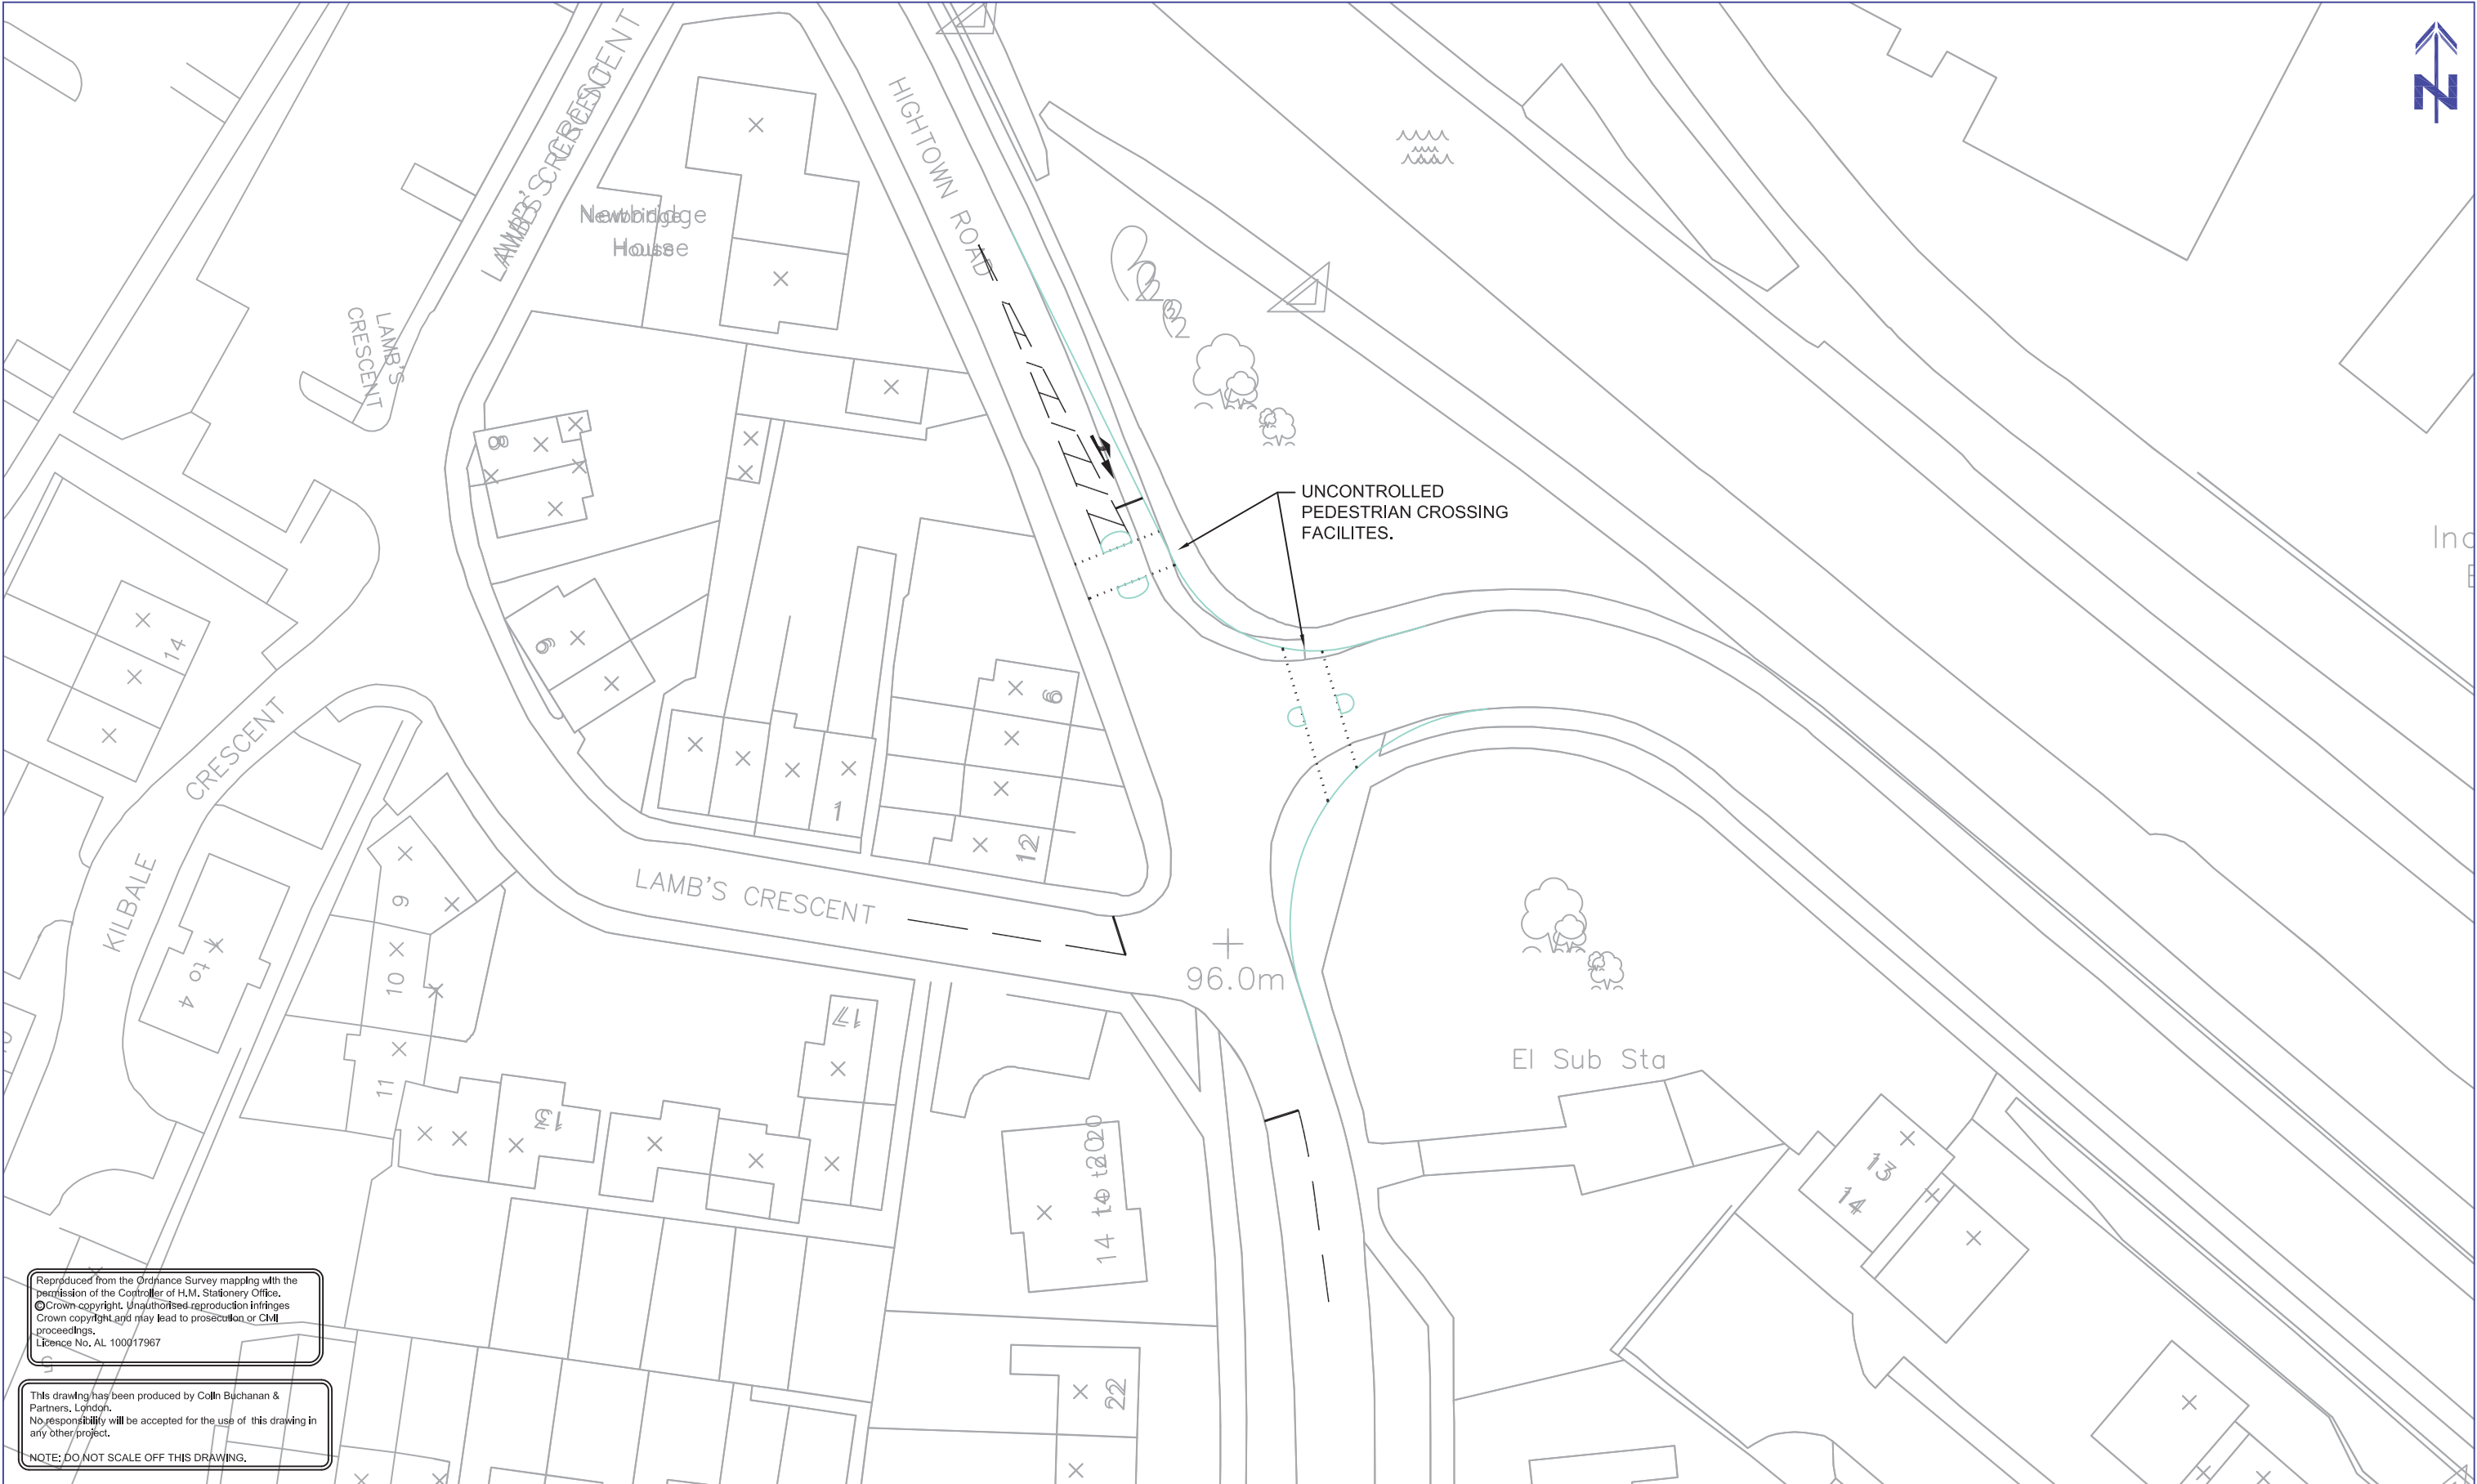 LAMB'S CRESCENT
HIGHTOWN ROAD
N
Newbridge
House
LAMB'S
CRESCENT
8
UNCONTROLLED
PEDESTRIAN CROSSING
FACILITES.
14
6
9
KILBALE CRESCENT
1
12
9
LAMB'S CRESCENT
10
96.0m
17
11
El Sub Sta
13
14 to 20
13
14
22
5
Reproduced from the Ordnance Survey mapping with the
permission of the Controller of H.M. Stationery Office.
©Crown copyright. Unauthorised reproduction infringes
Crown copyright and may lead to prosecution or Civil
proceedings.
Licence No. AL 100017967
This drawing has been produced by Colin Buchanan &
Partners, London.
No responsibility will be accepted for the use of this drawing in
any other project.
NOTE: DO NOT SCALE OFF THIS DRAWING.